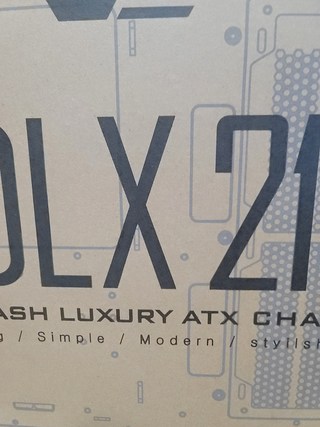 DLX 21
ASH LUXURY ATX CHA
g / Simple / Modern / stylish